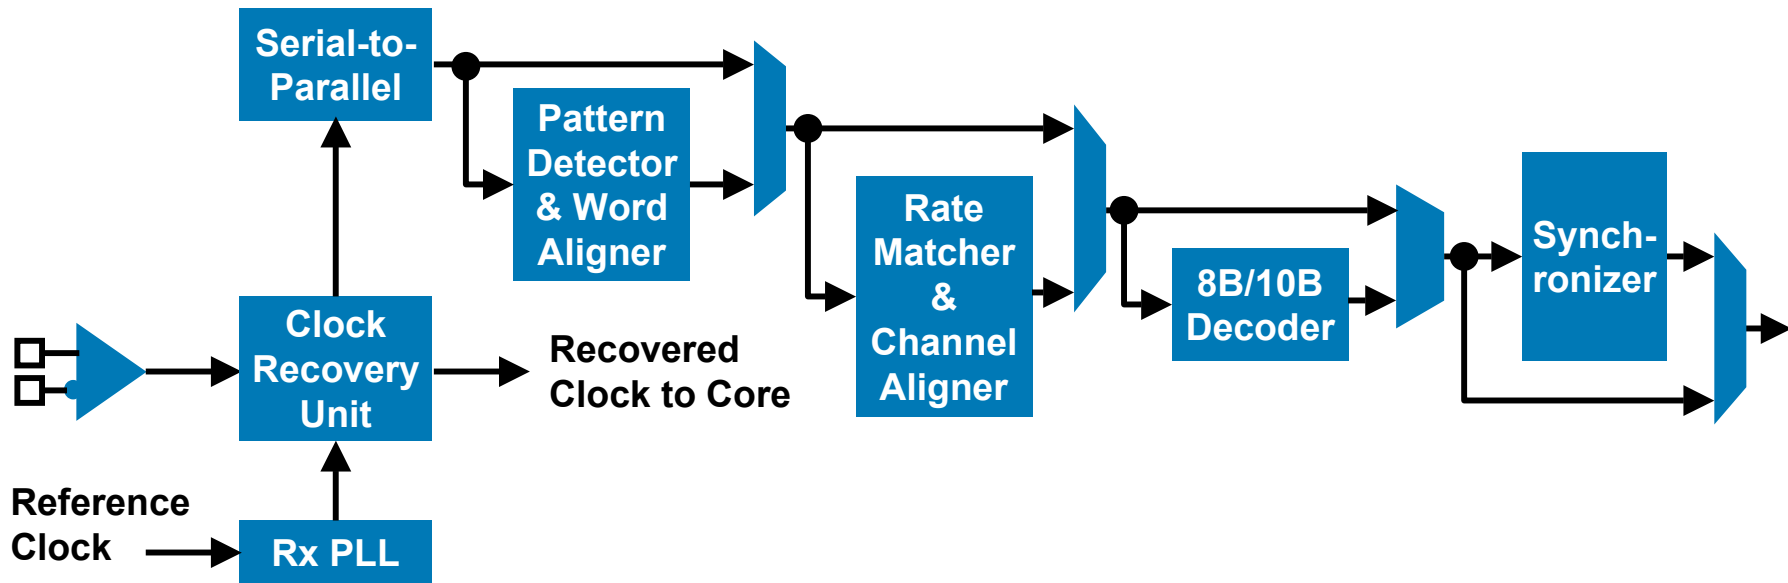 Serial-to-
Parallel
Pattern
Detector
& Word
Aligner
Rate
Matcher
&
Channel
Aligner
8B/10B
Decoder
Synch-
ronizer
Clock
Recovery
Unit
Recovered
Clock to Core
Reference
Clock
Rx PLL